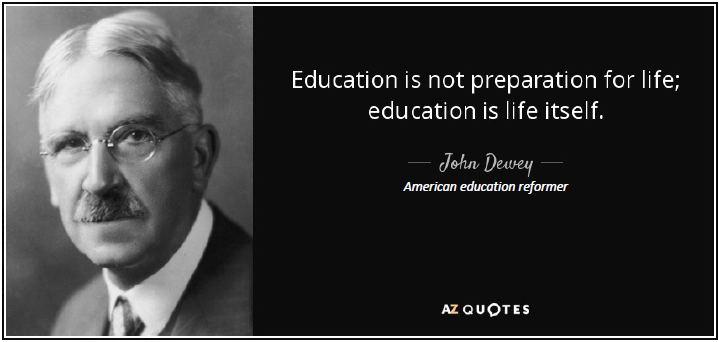 Education is not preparation for life;
education is life itself.
John Dewey
American education reformer
AZ QUOTES